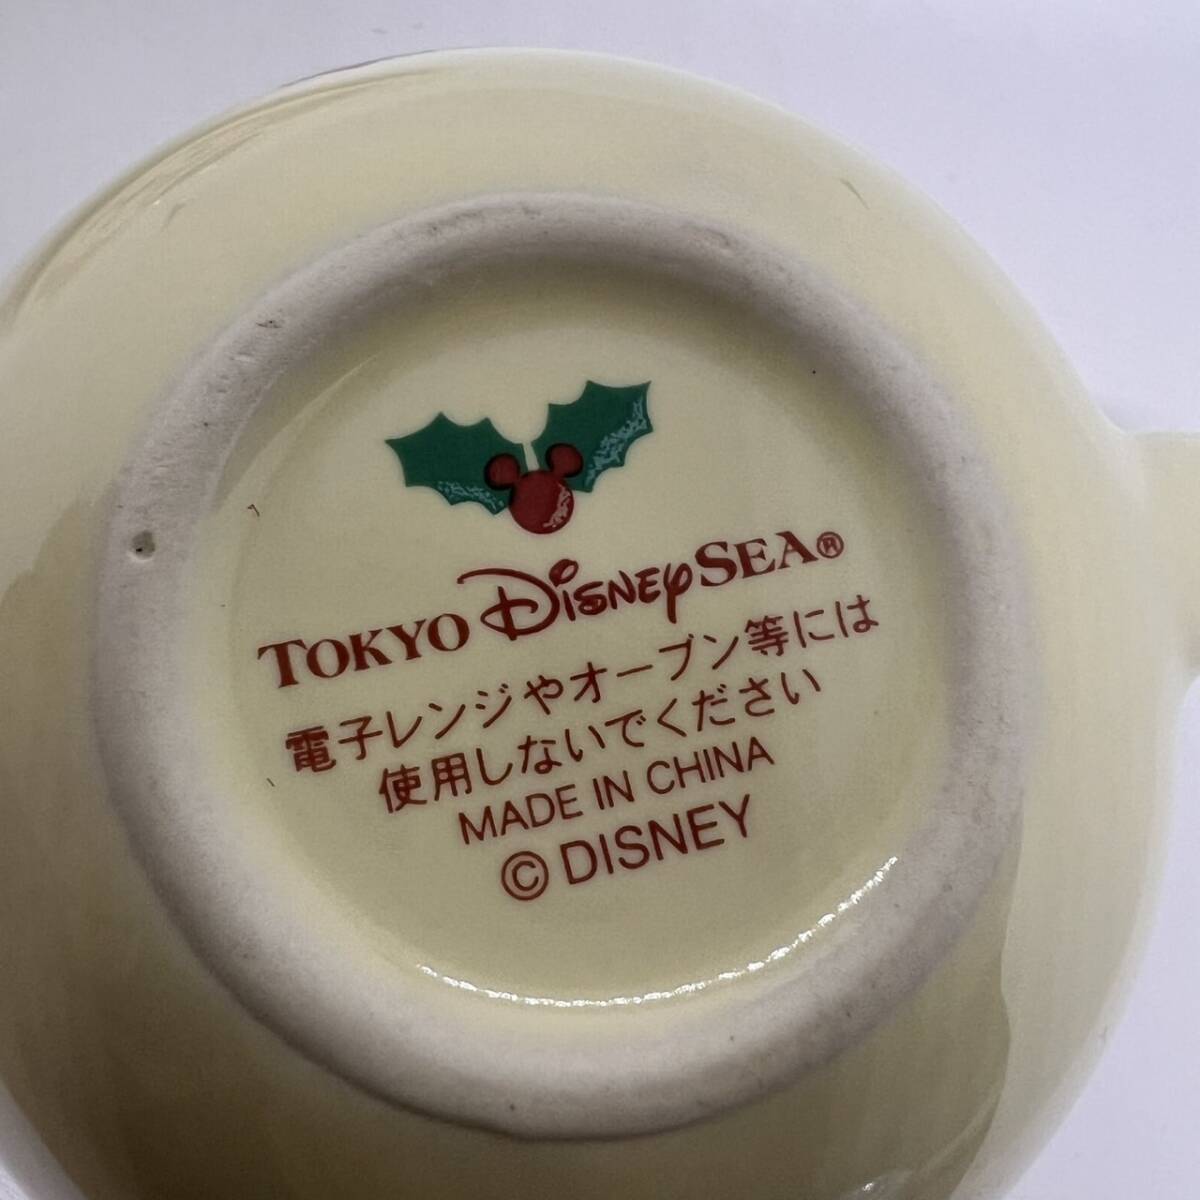 TOKYO DISNEYSEA®
電子レンジやオーブン等には
使用しないでください
MADE IN CHINA
© DISNEY